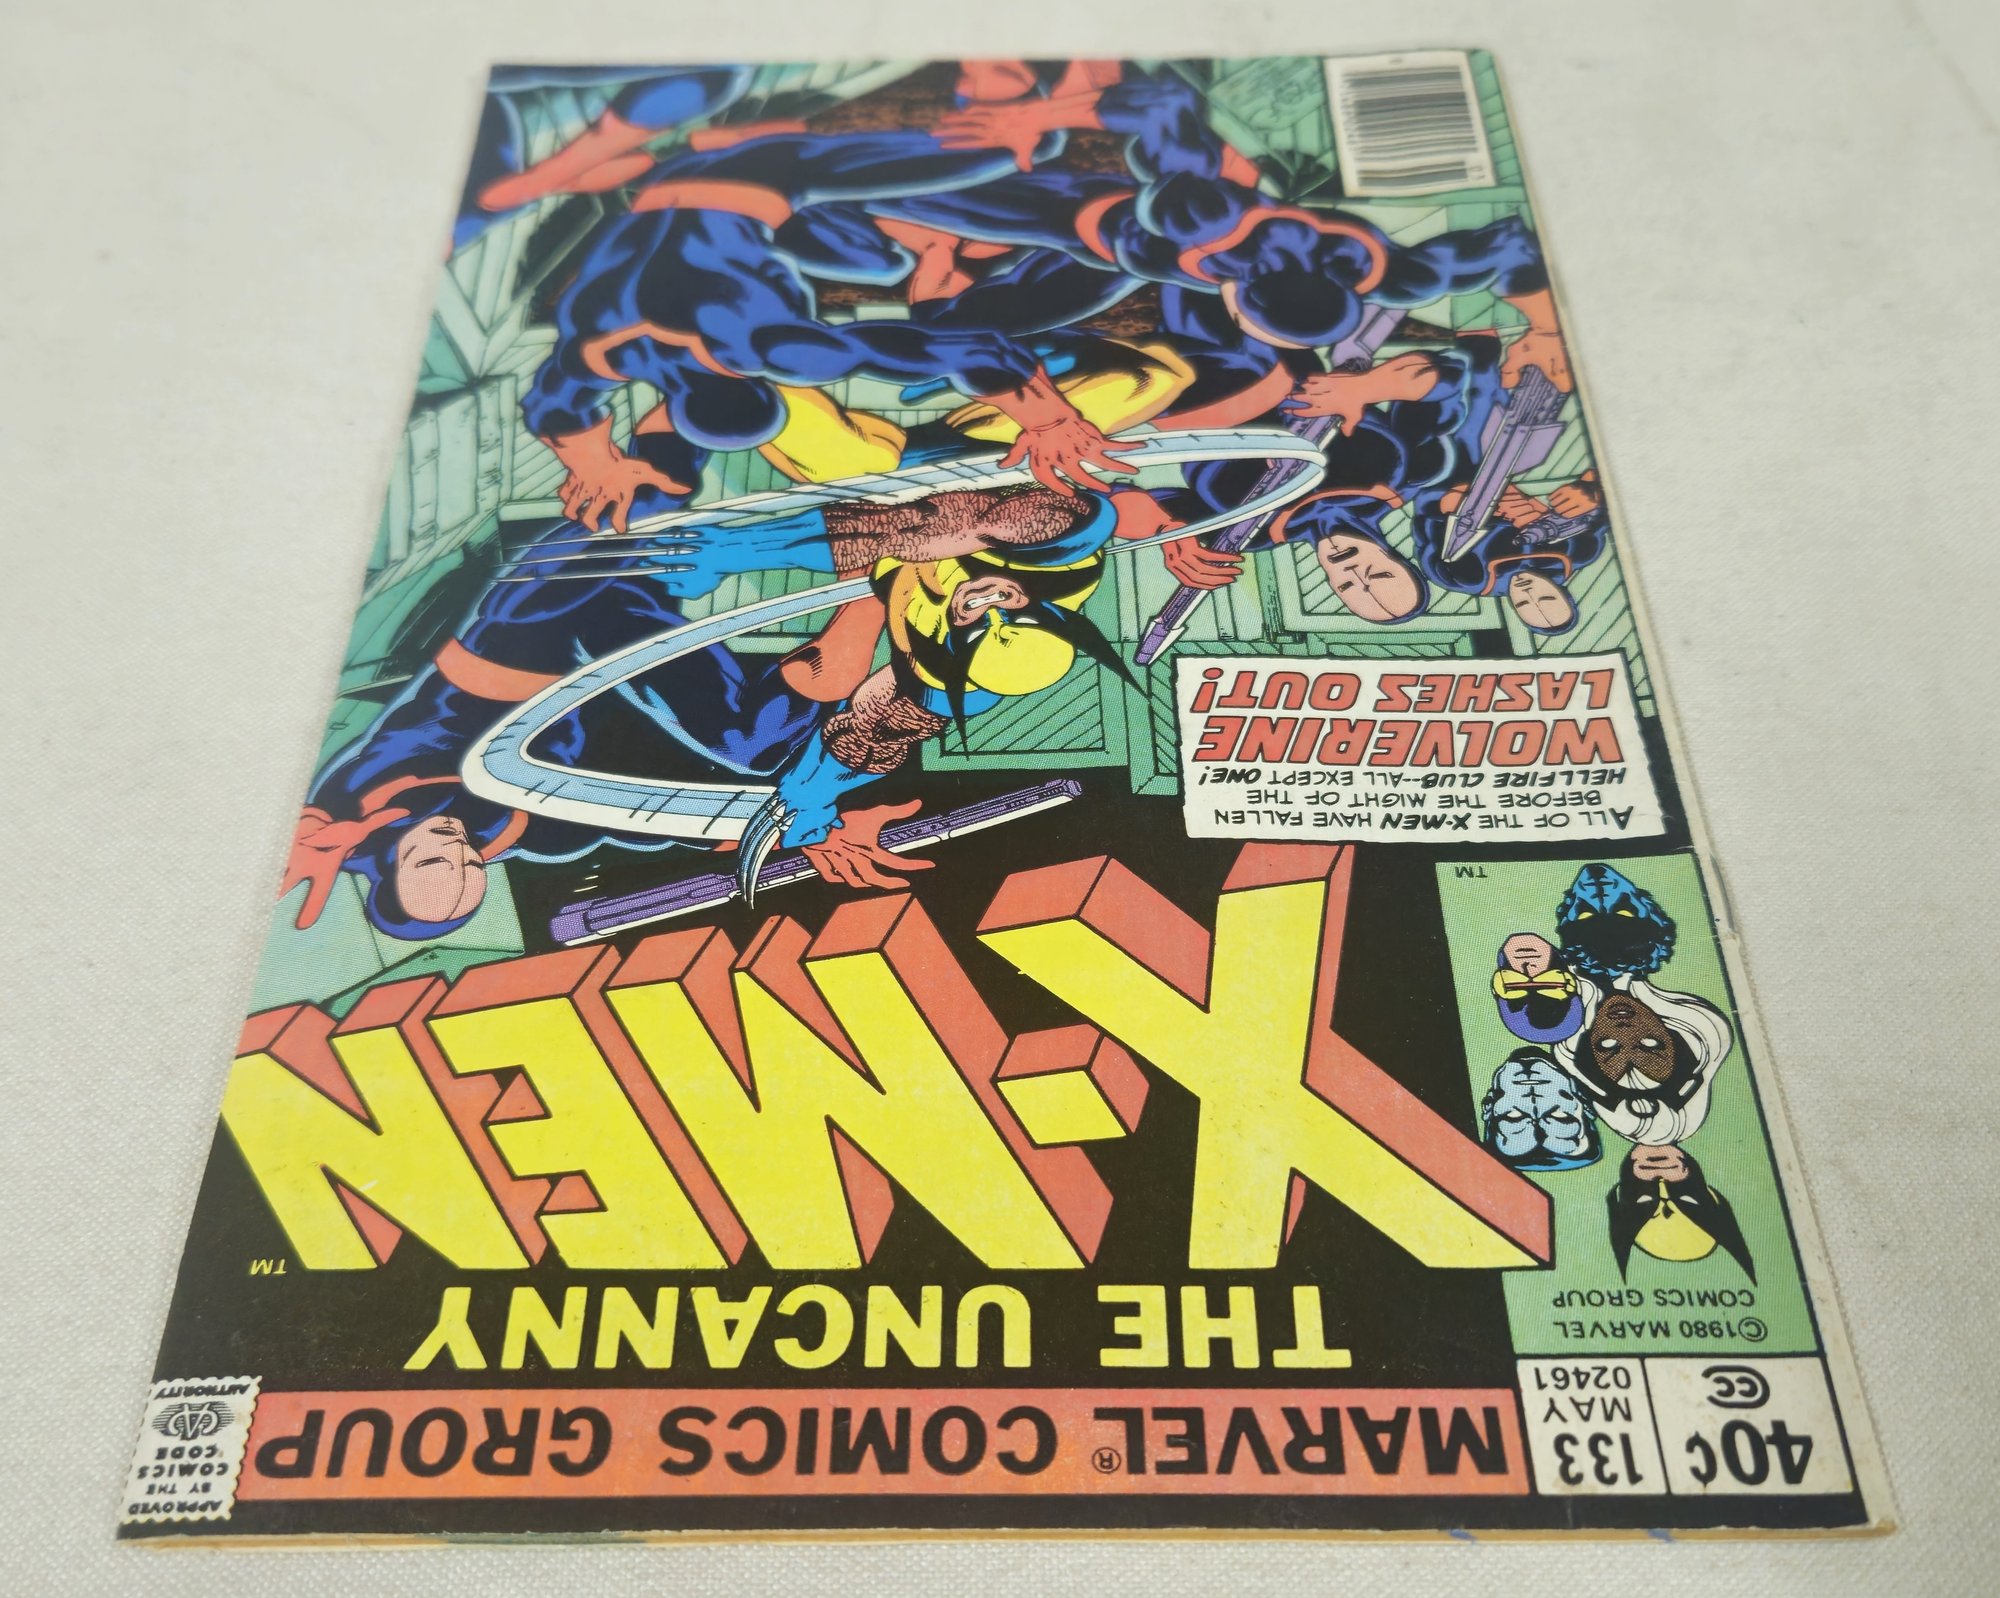 40¢
CC
133
MAY
02461
MARVEL® COMICS GROUP
APPROVED
BY THE
COMICS
CODE
CA
AUTHORITY
©1980 MARVEL
COMICS GROUP
THE UNCANNY
X-MEN
TM
TM
ALL OF THE X-MEN HAVE FALLEN
BEFORE THE MIGHT OF THE
HELLFIRE CLUB--ALL EXCEPT ONE!
WOLVERINE
LASHES OUT!